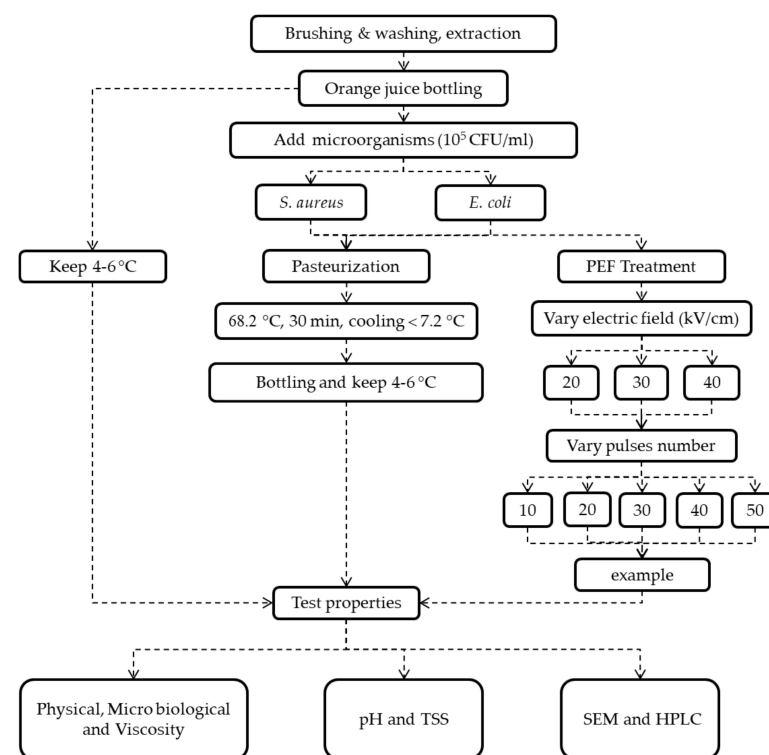 Brushing & washing, extraction
Orange juice bottling
Add microorganisms (10⁵ CFU/ml)
S. aureus
E. coli
Keep 4-6 °C
Pasteurization
PEF Treatment
68.2 °C, 30 min, cooling < 7.2 °C
Vary electric field (kV/cm)
Bottling and keep 4-6 °C
20
30
40
Vary pulses number
10
20
30
40
50
example
Test properties
Physical, Micro biological
and Viscosity
pH and TSS
SEM and HPLC